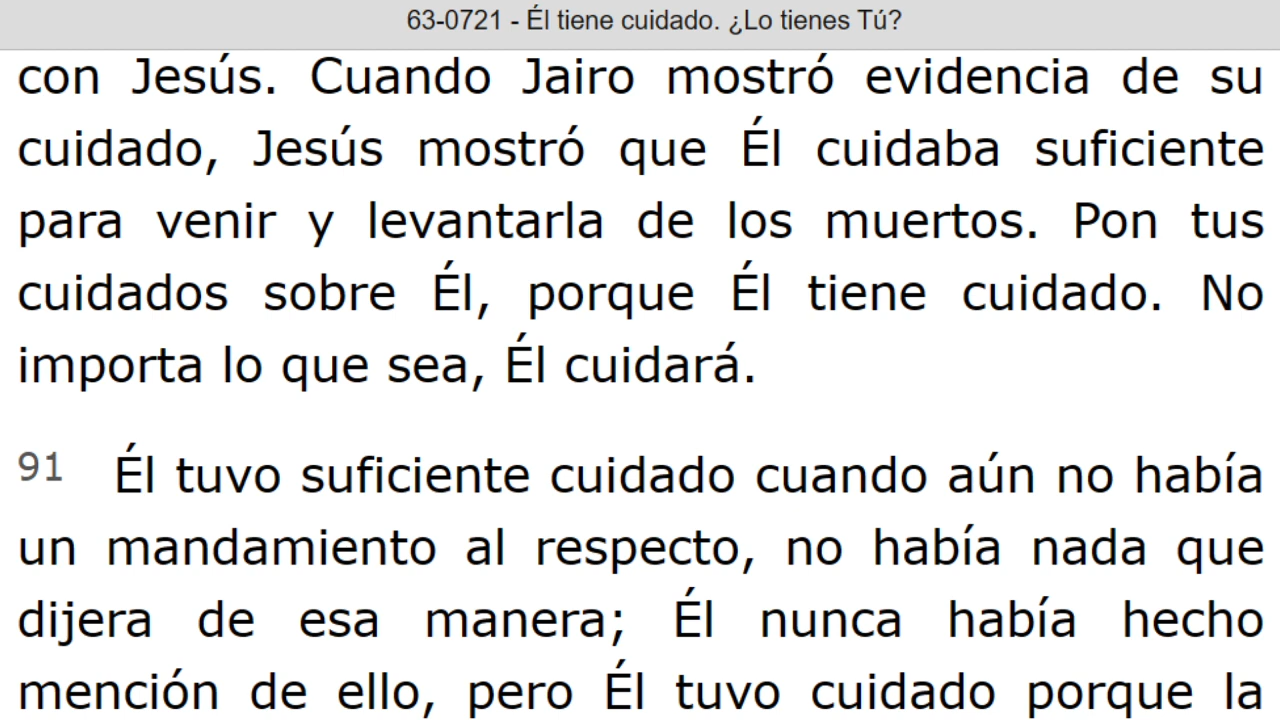 63-0721 - Él tiene cuidado. ¿Lo tienes Tú?
con Jesús. Cuando Jairo mostró evidencia de su
cuidado, Jesús mostró que Él cuidaba suficiente
para venir y levantarla de los muertos. Pon tus
cuidados sobre Él, porque Él tiene cuidado. No
importa lo que sea, Él cuidará.
91 Él tuvo suficiente cuidado cuando aún no había
un mandamiento al respecto, no había nada que
dijera de esa manera; Él nunca había hecho
mención de ello, pero Él tuvo cuidado porque la